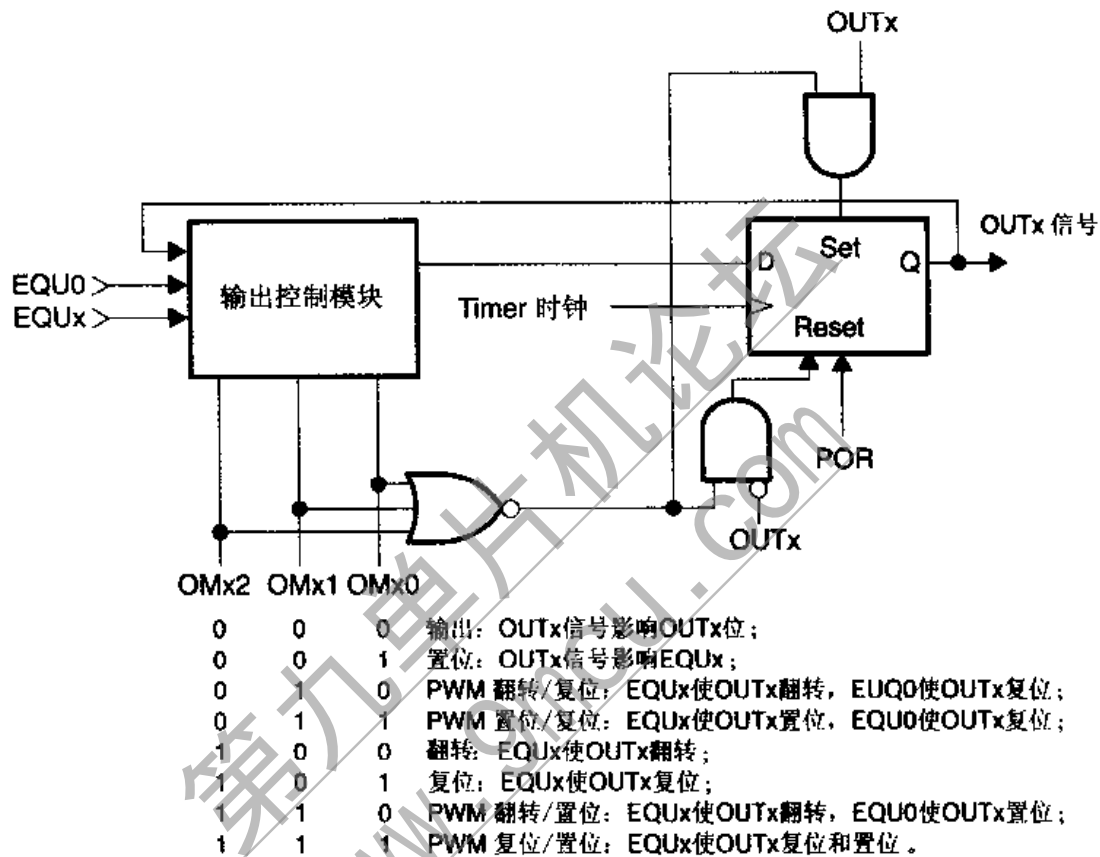 OUTx
OUTx 信号
EQU0
EQUx
输出控制模块
Timer 时钟
D
Set
Q
Reset
POR
OUTx
OMx2 OMx1 OMx0
0 0 0 输出：OUTx信号影响OUTx位；
0 0 1 置位：OUTx信号影响EQUx；
0 1 0 PWM 翻转/复位：EQUx使OUTx翻转，EUQ0使OUTx复位；
0 1 1 PWM 置位/复位：EQUx使OUTx置位，EQU0使OUTx复位；
1 0 0 翻转：EQUx使OUTx翻转；
1 0 1 复位：EQUx使OUTx复位；
1 1 0 PWM 翻转/置位：EQUx使OUTx翻转，EQU0使OUTx置位；
1 1 1 PWM 复位/置位：EQUx使OUTx复位和置位。
第九单片机论坛
www.9mcu.com